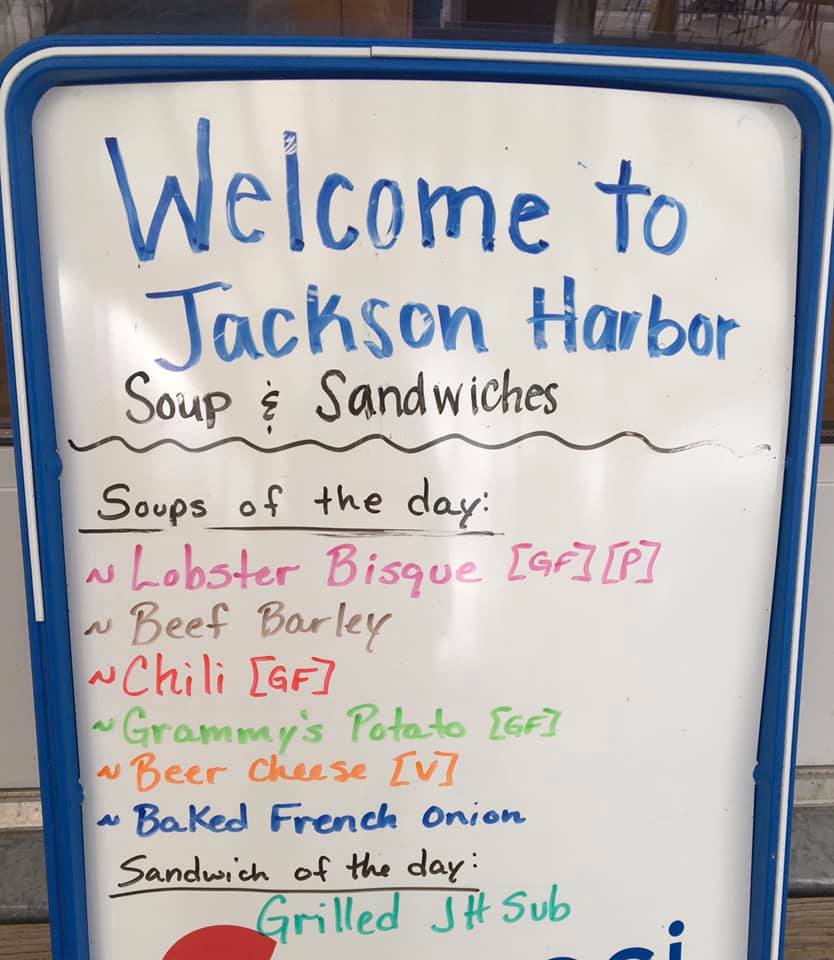 Welcome to
Jackson Harbor
Soup & Sandwiches
Soups of the day:
~ Lobster Bisque [GF] [P]
~ Beef Barley
~ Chili [GF]
~ Grammy's Potato [GF]
~ Beer Cheese [V]
~ Baked French Onion
Sandwich of the day:
Grilled JH Sub